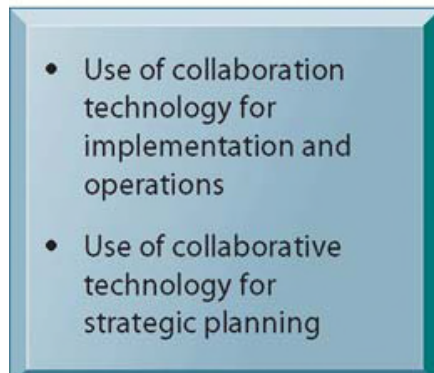 • Use of collaboration
technology for
implementation and
operations
• Use of collaborative
technology for
strategic planning